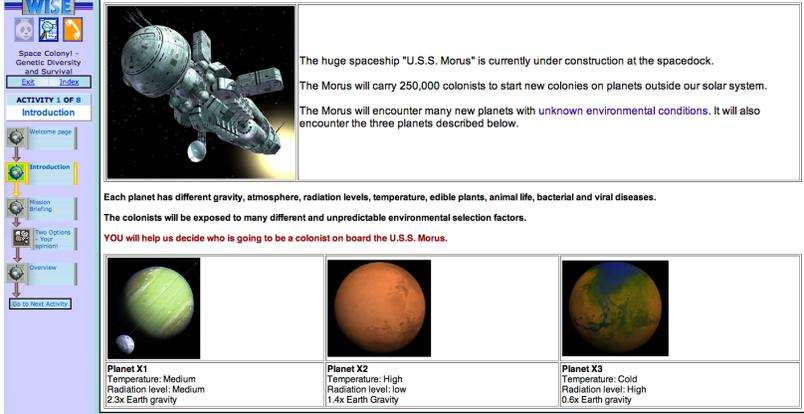 WISE
Space Colony! -
Genetic Diversity
and Survival
Exit Index
ACTIVITY 1 OF 8
Introduction
Welcome page
Introduction
Mission
Briefing
Two Options
- Your
opinion!
Overview
Go to Next Activity
The huge spaceship "U.S.S. Morus" is currently under construction at the spacedock.
The Morus will carry 250,000 colonists to start new colonies on planets outside our solar system.
The Morus will encounter many new planets with unknown environmental conditions. It will also
encounter the three planets described below.
Each planet has different gravity, atmosphere, radiation levels, temperature, edible plants, animal life, bacterial and viral diseases.
The colonists will be exposed to many different and unpredictable environmental selection factors.
YOU will help us decide who is going to be a colonist on board the U.S.S. Morus.
Planet X1
Temperature: Medium
Radiation level: Medium
2.3x Earth gravity
Planet X2
Temperature: High
Radiation level: low
1.4x Earth Gravity
Planet X3
Temperature: Cold
Radiation level: High
0.6x Earth gravity